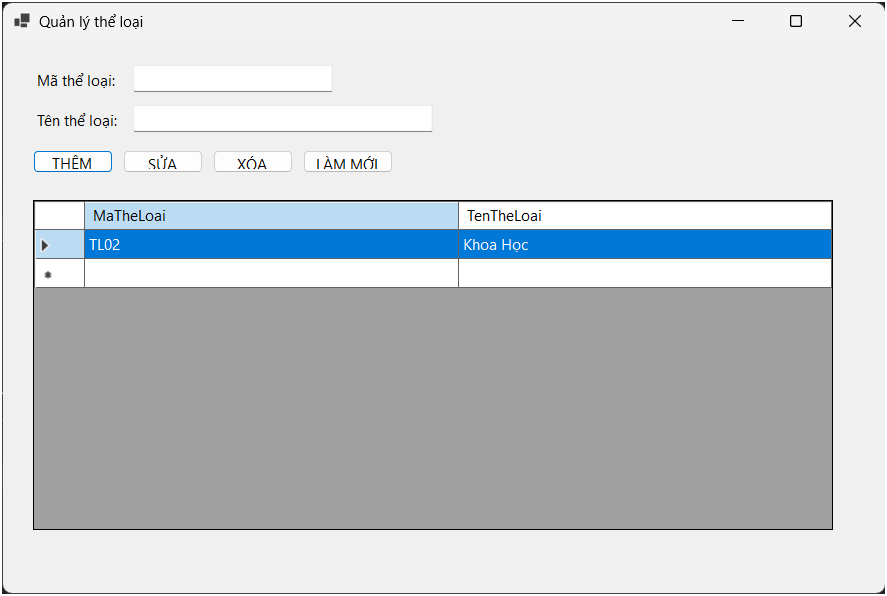 Quản lý thể loại
Mã thể loại:
Tên thể loại:
THÊM SỬA XÓA LÀM MỚI
MaTheLoai TenTheLoai
TL02 Khoa Học